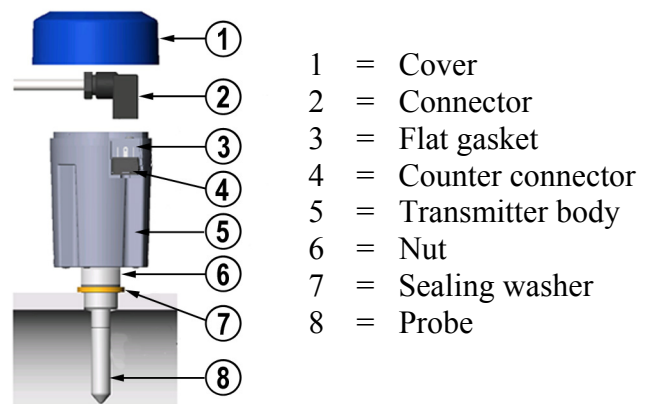 1
2
3
4
5
6
7
8
1 = Cover
2 = Connector
3 = Flat gasket
4 = Counter connector
5 = Transmitter body
6 = Nut
7 = Sealing washer
8 = Probe